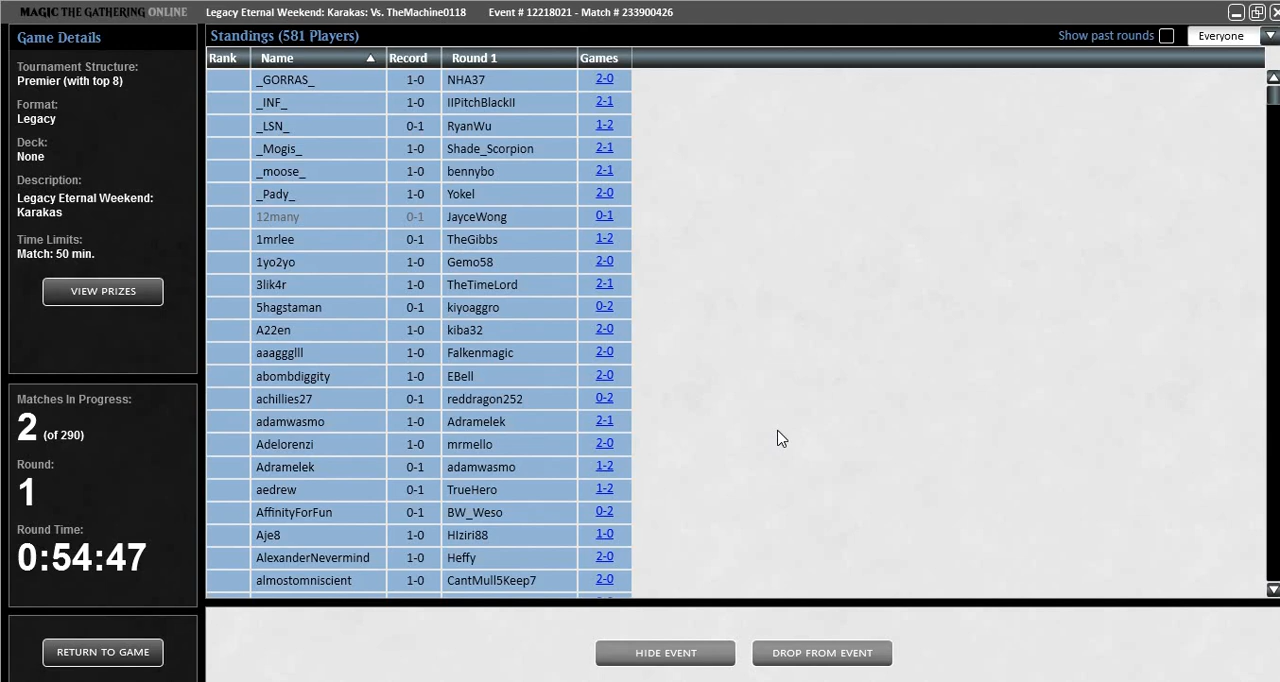 MAGIC THE GATHERING ONLINE
Legacy Eternal Weekend: Karakas: Vs. TheMachine0118 Event # 12218021 - Match # 233900426
Game Details
Tournament Structure:
Premier (with top 8)
Format:
Legacy
Deck:
None
Description:
Legacy Eternal Weekend:
Karakas
Time Limits:
Match: 50 min.
VIEW PRIZES
Matches In Progress:
2 (of 290)
Round:
1
Round Time:
0:54:47
RETURN TO GAME
Standings (581 Players) Show past rounds Everyone
Rank Name Record Round 1 Games
_GORRAS_ 1-0 NHA37 2-0
_INF_ 1-0 IIPitchBlackII 2-1
_LSN_ 0-1 RyanWu 1-2
_Mogis_ 1-0 Shade_Scorpion 2-1
_moose_ 1-0 bennybo 2-1
_Pady_ 1-0 Yokel 2-0
12many 0-1 JayceWong 0-1
1mrlee 0-1 TheGibbs 1-2
1yo2yo 1-0 Gemo58 2-0
3lik4r 1-0 TheTimeLord 2-1
5hagstaman 0-1 kiyoaggro 0-2
A22en 1-0 kiba32 2-0
aaagggIII 1-0 Falkenmagic 2-0
abombdiggity 1-0 EBell 2-0
achillies27 0-1 reddragon252 0-2
adamwasmo 1-0 Adramelek 2-1
Adelorenzi 1-0 mrmello 2-0
Adramelek 0-1 adamwasmo 1-2
aedrew 0-1 TrueHero 1-2
AffinityForFun 0-1 BW_Weso 0-2
Aje8 1-0 HIziri88 1-0
AlexanderNevermind 1-0 Heffy 2-0
almostomniscient 1-0 CantMull5Keep7 2-0
HIDE EVENT DROP FROM EVENT